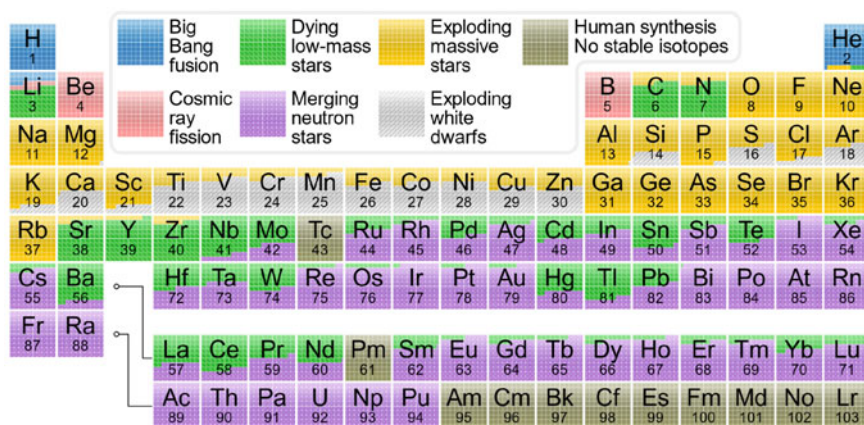 H Big Dying Exploding Human synthesis He
1 Bang low-mass massive No stable isotopes 2
fusion stars stars
Li Be B C N O F Ne
3 4 Cosmic Merging Exploding 5 6 7 8 9 10
ray neutron white
fission stars dwarfs
Na Mg Al Si P S Cl Ar
11 12 13 14 15 16 17 18
K Ca Sc Ti V Cr Mn Fe Co Ni Cu Zn Ga Ge As Se Br Kr
19 20 21 22 23 24 25 26 27 28 29 30 31 32 33 34 35 36
Rb Sr Y Zr Nb Mo Tc Ru Rh Pd Ag Cd In Sn Sb Te I Xe
37 38 39 40 41 42 43 44 45 46 47 48 49 50 51 52 53 54
Cs Ba Hf Ta W Re Os Ir Pt Au Hg Tl Pb Bi Po At Rn
55 56 72 73 74 75 76 77 78 79 80 81 82 83 84 85 86
Fr Ra
87 88
La Ce Pr Nd Pm Sm Eu Gd Tb Dy Ho Er Tm Yb Lu
57 58 59 60 61 62 63 64 65 66 67 68 69 70 71
Ac Th Pa U Np Pu Am Cm Bk Cf Es Fm Md No Lr
89 90 91 92 93 94 95 96 97 98 99 100 101 102 103